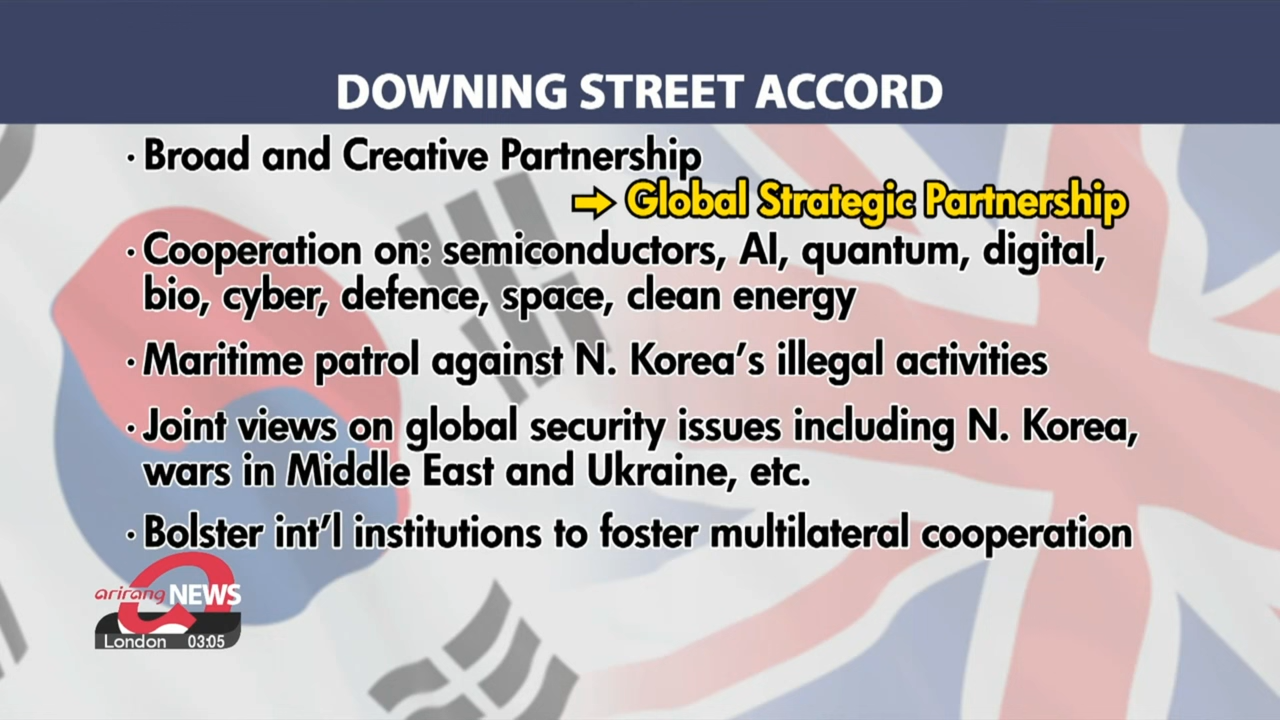 DOWNING STREET ACCORD
· Broad and Creative Partnership
➡ Global Strategic Partnership
· Cooperation on: semiconductors, AI, quantum, digital,
bio, cyber, defence, space, clean energy
· Maritime patrol against N. Korea's illegal activities
· Joint views on global security issues including N. Korea,
wars in Middle East and Ukraine, etc.
· Bolster int'l institutions to foster multilateral cooperation
arirang NEWS
London 03:05